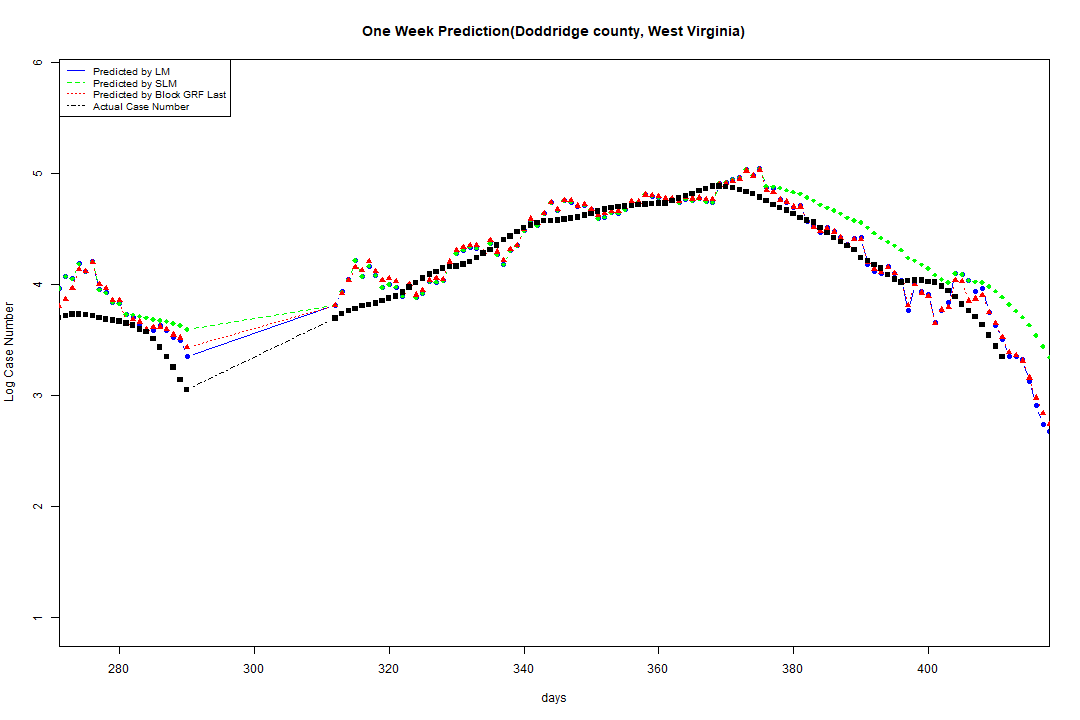 One Week Prediction(Doddridge county, West Virginia)
6
Predicted by LM
Predicted by SLM
Predicted by Block GRF Last
Actual Case Number
5
4
3
2
1
Log Case Number
280 300 320 340 360 380 400
days